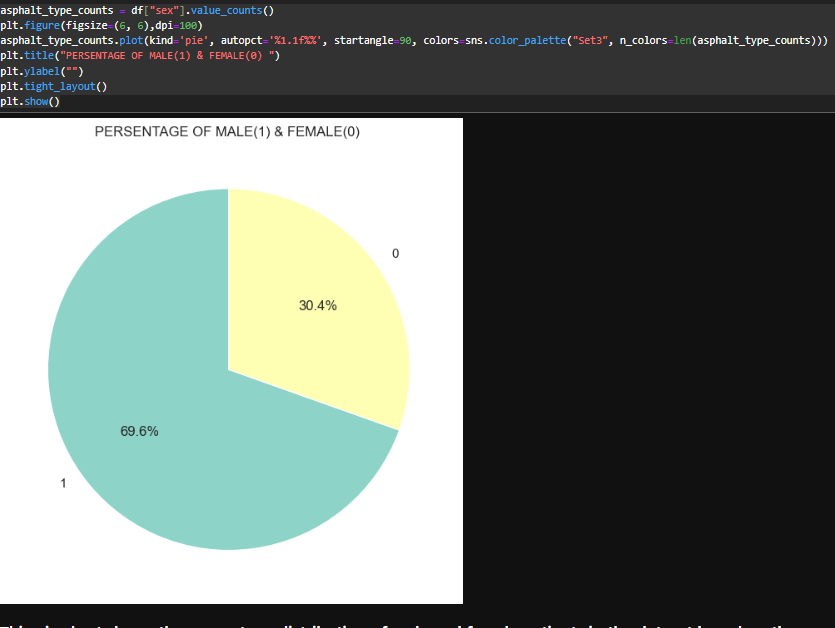 asphalt_type_counts = df["sex"].value_counts()
plt.figure(figsize=(6, 6),dpi=100)
asphalt_type_counts.plot(kind='pie', autopct='%1.1f%%', startangle=90, colors=sns.color_palette("Set3", n_colors=len(asphalt_type_counts)))
plt.title("PERSENTAGE OF MALE(1) & FEMALE(0) ")
plt.ylabel("")
plt.tight_layout()
plt.show()
PERSENTAGE OF MALE(1) & FEMALE(0)
0
30.4%
69.6%
1